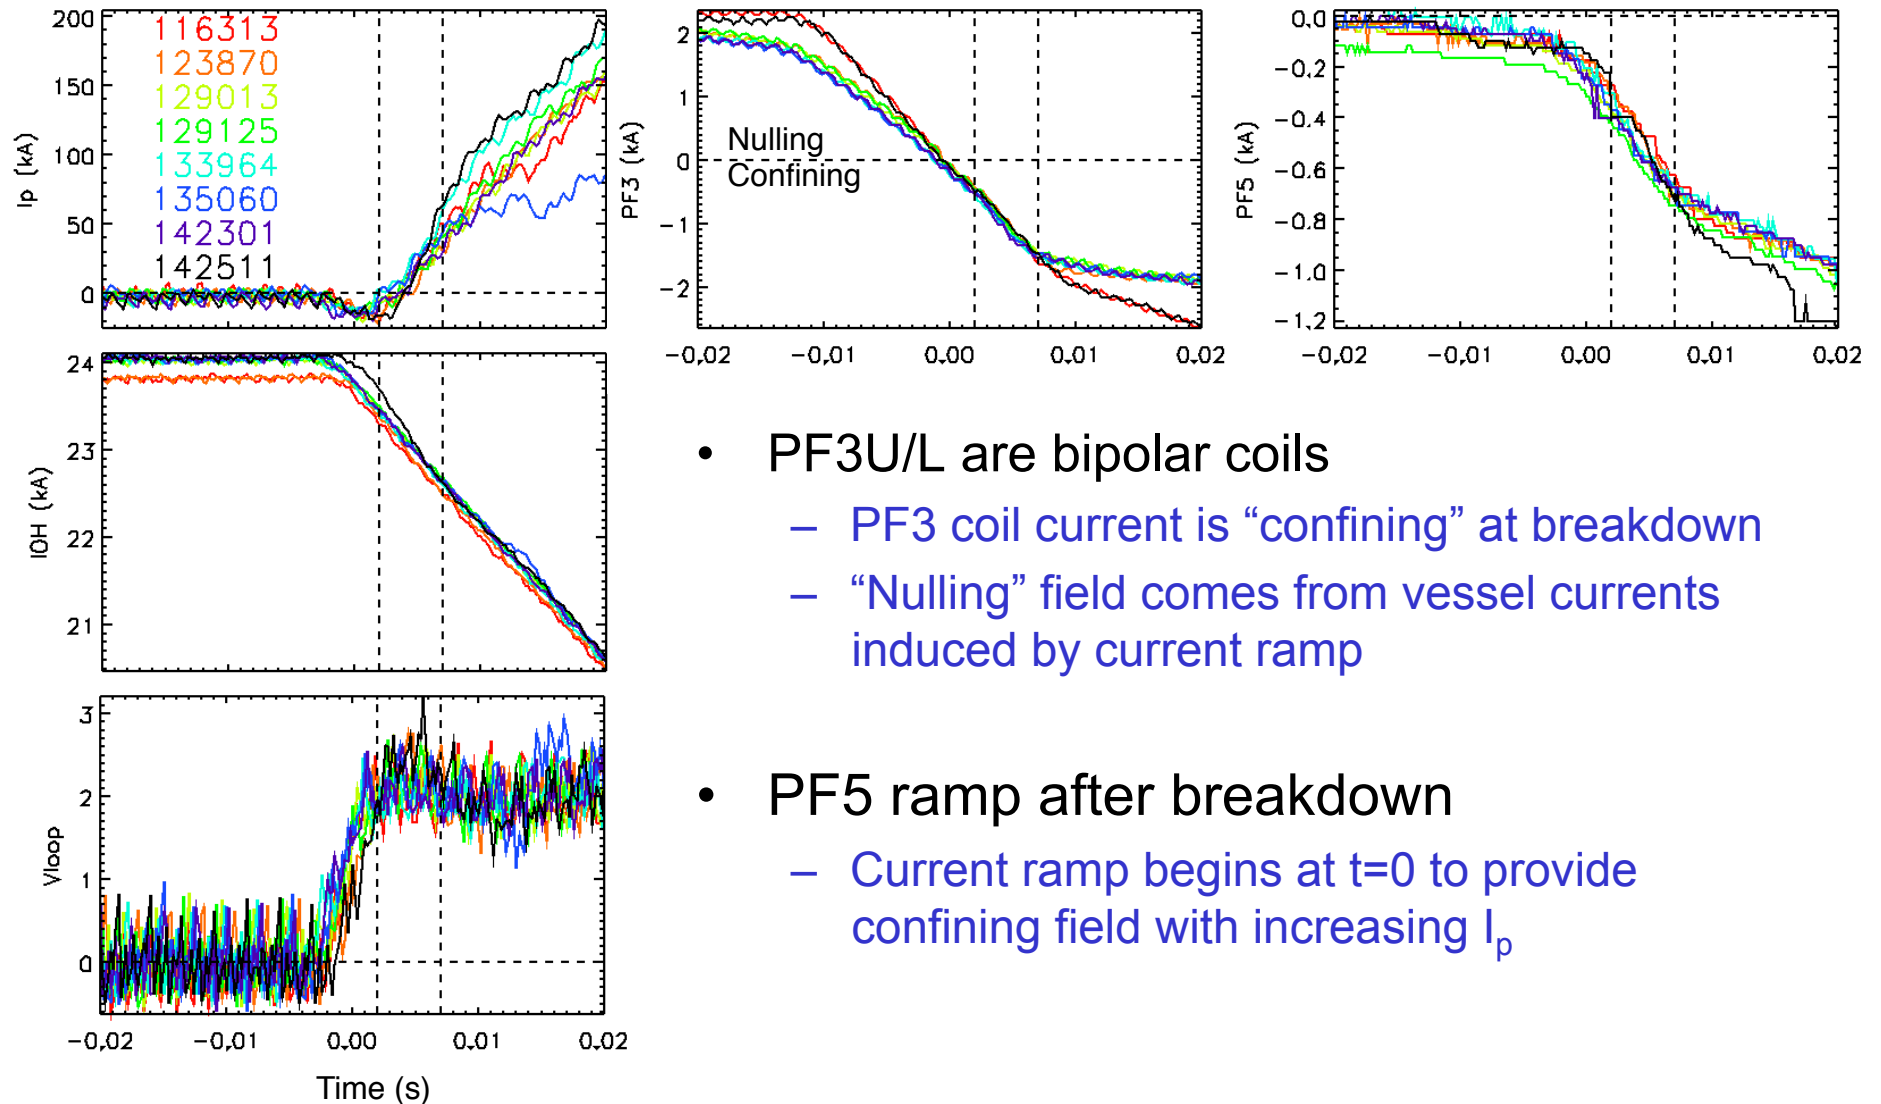 200
150
100
50
0
Ip (kA)
116313
123870
129013
129125
133964
135060
142301
142511
2
1
0
-1
-2
PF3 (kA)
Nulling
Confining
-0.02 -0.01 0.00 0.01 0.02
0.0
-0.2
-0.4
-0.6
-0.8
-1.0
-1.2
PF5 (kA)
-0.02 -0.01 0.00 0.01 0.02
24
23
22
21
IOH (kA)
3
2
1
0
Vloop
-0.02 -0.01 0.00 0.01 0.02
Time (s)
• PF3U/L are bipolar coils
– PF3 coil current is “confining” at breakdown
– “Nulling” field comes from vessel currents
induced by current ramp
• PF5 ramp after breakdown
– Current ramp begins at t=0 to provide
confining field with increasing Ip